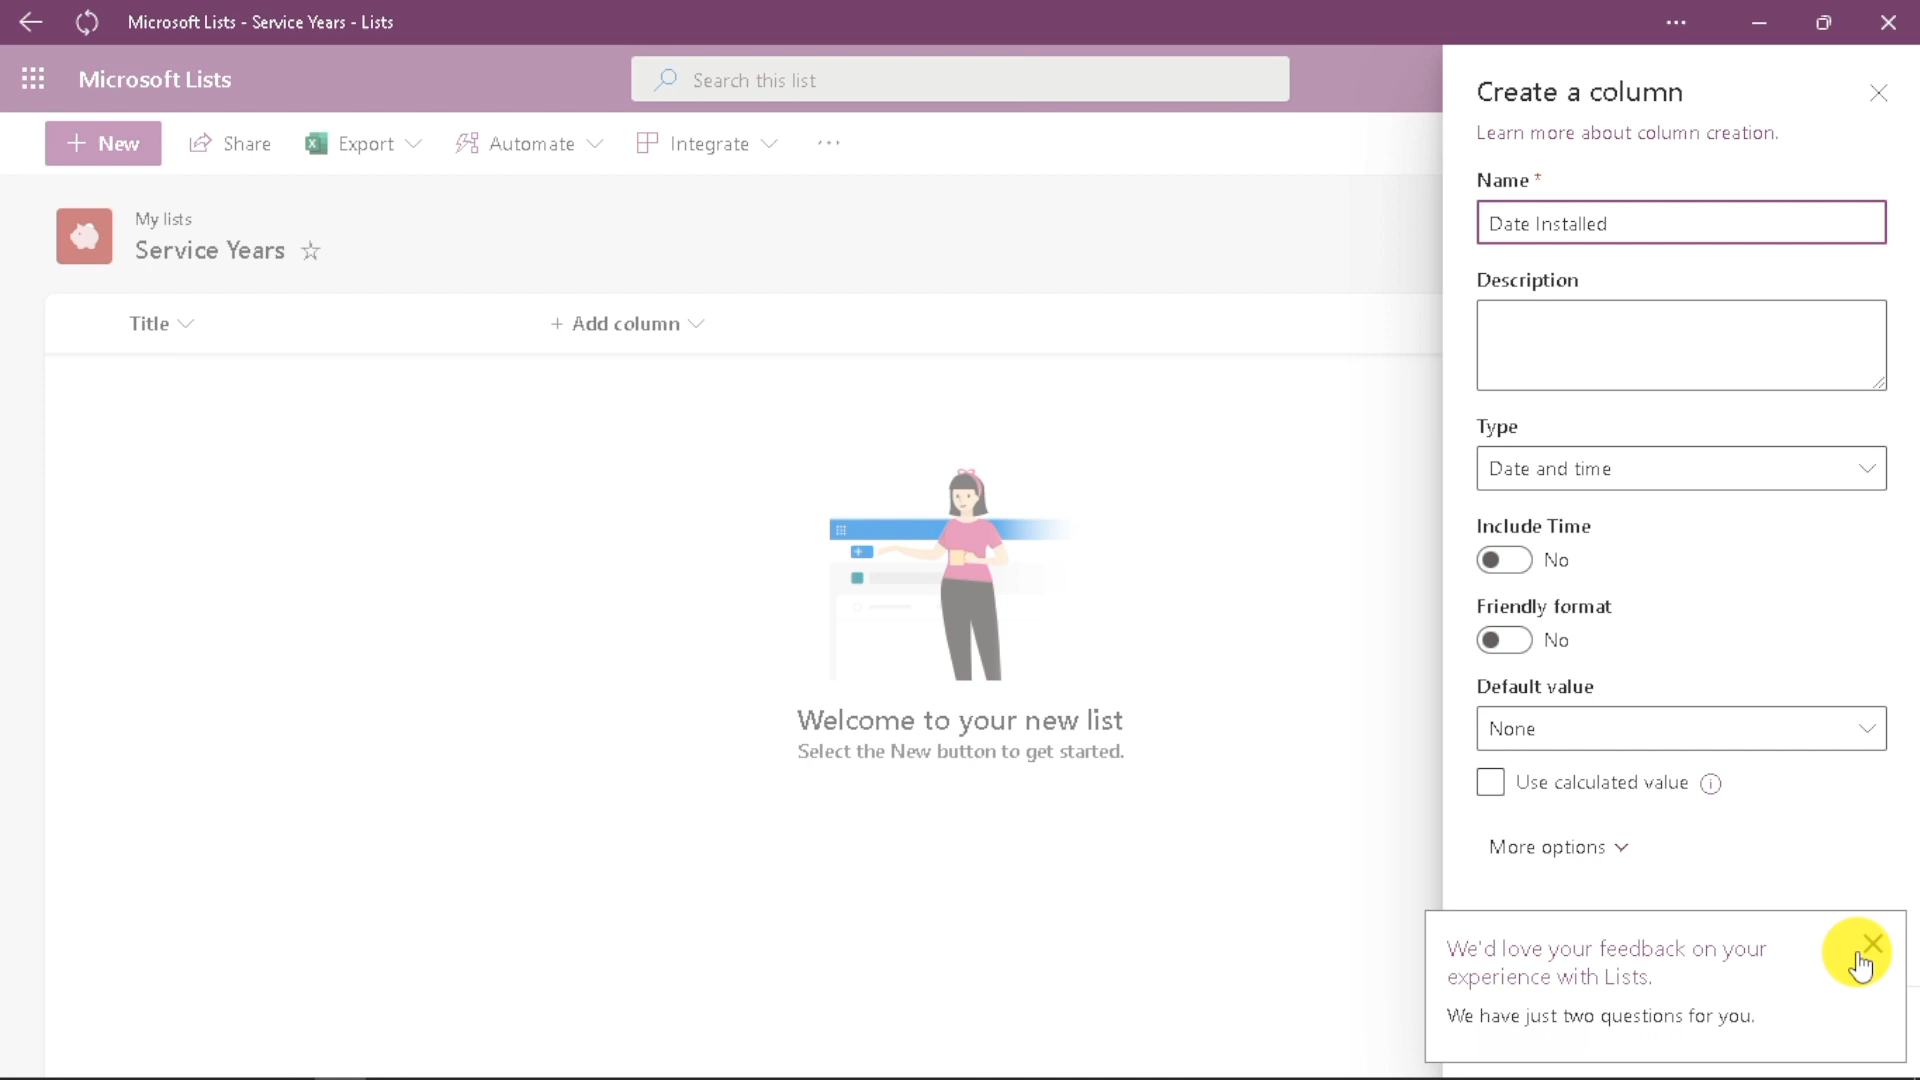 Microsoft Lists - Service Years - Lists
Microsoft Lists
Search this list
New
Share
Export
Automate
Integrate
My lists
Service Years
Title
+ Add column
Welcome to your new list
Select the New button to get started.
Create a column
Learn more about column creation.
Name *
Date Installed
Description
Type
Date and time
Include Time
No
Friendly format
No
Default value
None
Use calculated value
More options
We'd love your feedback on your
experience with Lists.
We have just two questions for you.